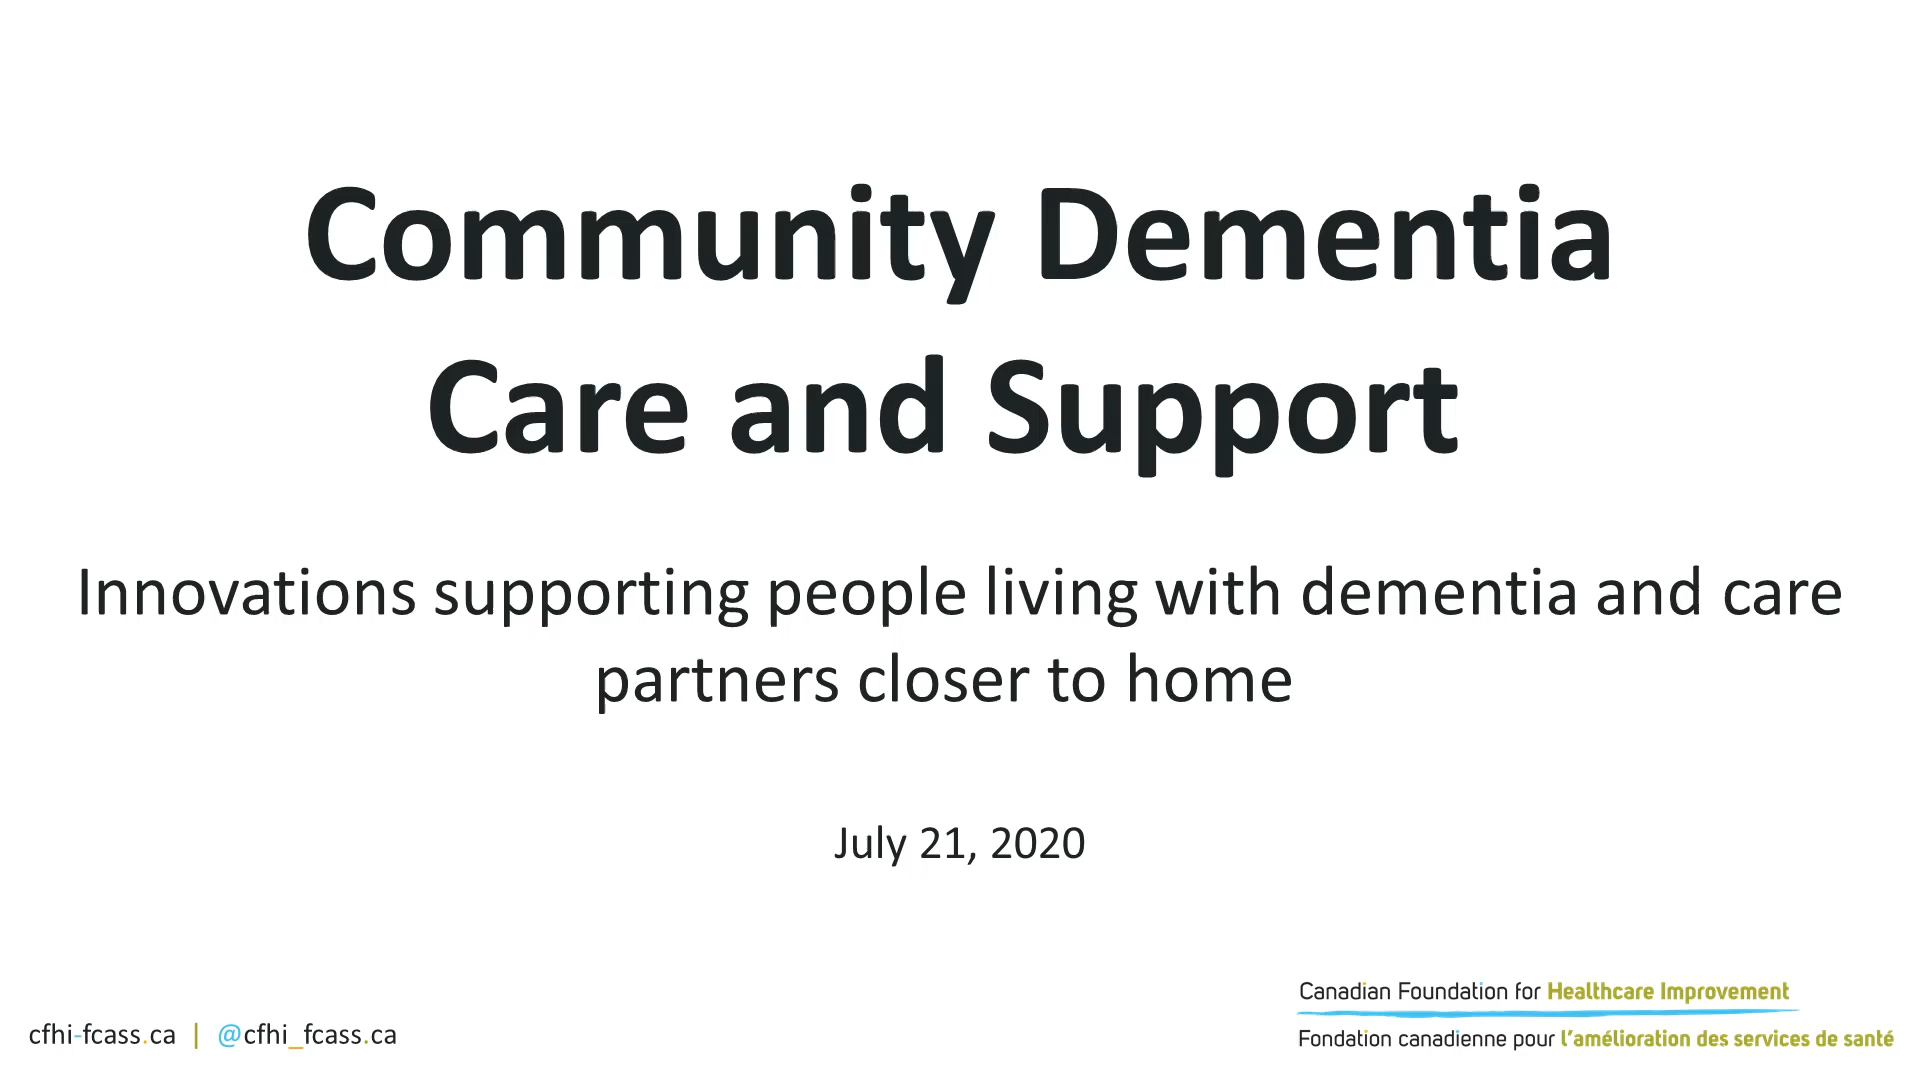 Community Dementia
Care and Support
Innovations supporting people living with dementia and care
partners closer to home
July 21, 2020
cfhi-fcass.ca | @cfhi_fcass.ca
Canadian Foundation for Healthcare Improvement
Fondation canadienne pour l'amélioration des services de santé